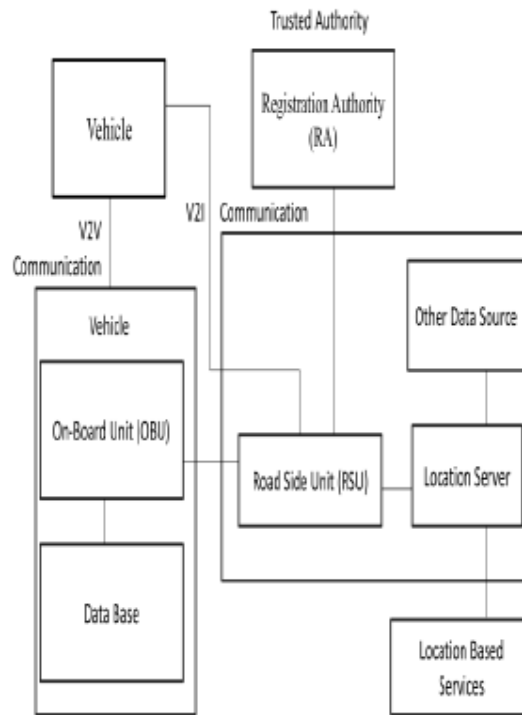 Trusted Authority
Vehicle
Registration Authority
(RA)
V2V
Communication
V2I
Communication
Vehicle
Other Data Source
On-Board Unit (OBU)
Road Side Unit (RSU)
Location Server
Data Base
Location Based
Services